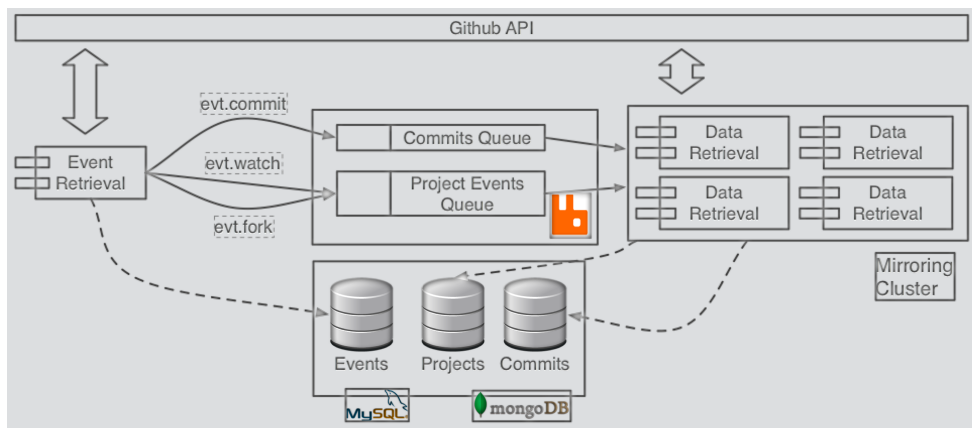 Github API
evt.commit
Commits Queue
Data
Retrieval
Data
Retrieval
Event
Retrieval
evt.watch
Project Events
Queue
Data
Retrieval
Data
Retrieval
evt.fork
Mirroring
Cluster
Events
Projects
Commits
MySQL
mongoDB